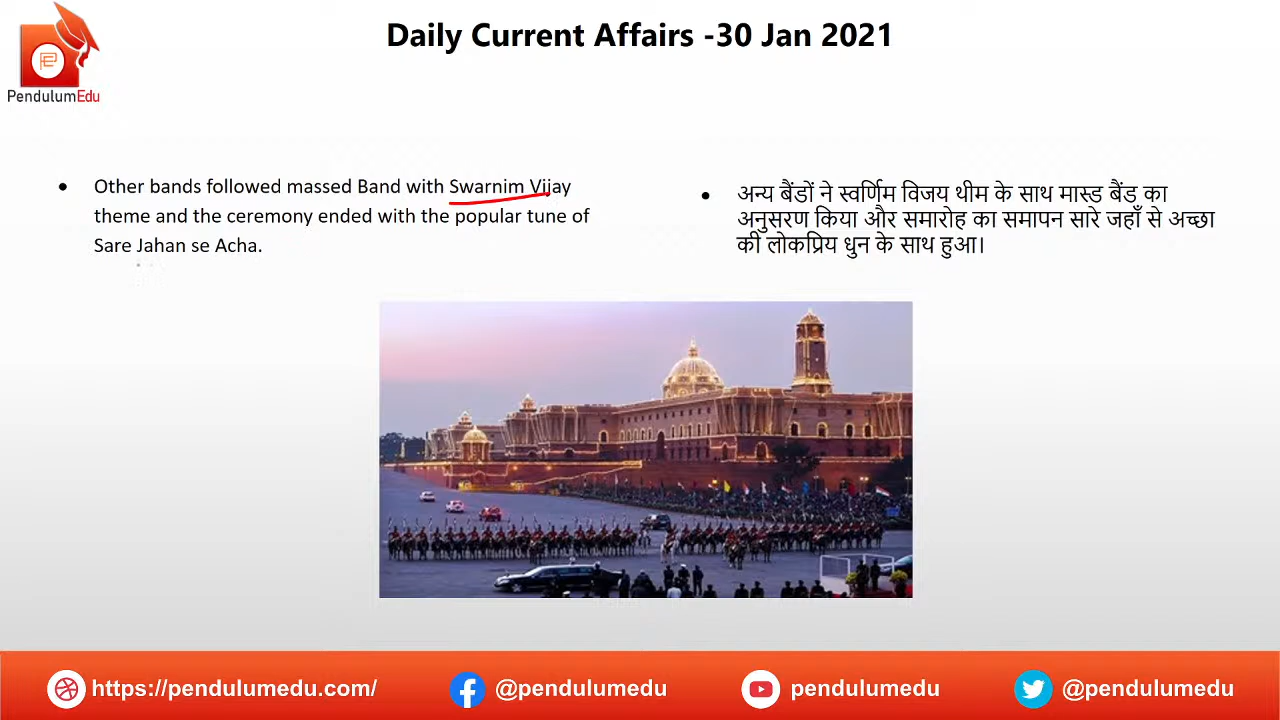 Daily Current Affairs -30 Jan 2021
PendulumEdu
• Other bands followed massed Band with Swarnim Vijay
theme and the ceremony ended with the popular tune of
Sare Jahan se Acha.
• अन्य बैंडों ने स्वर्णिम विजय थीम के साथ मास्ड बैंड का
अनुसरण किया और समारोह का समापन सारे जहाँ से अच्छा
की लोकप्रिय धुन के साथ हुआ।
https://pendulumedu.com/
@pendulumedu
pendulumedu
@pendulumedu